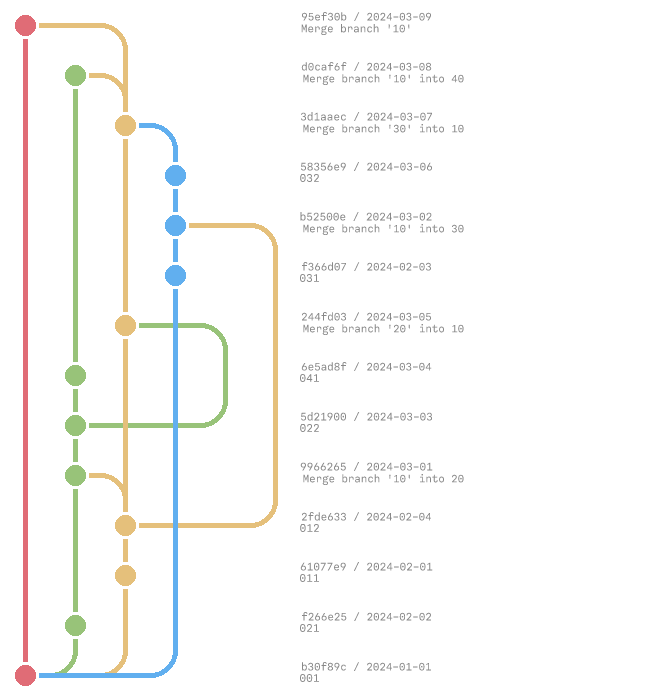 95ef30b / 2024-03-09
Merge branch '10'
d0caf6f / 2024-03-08
Merge branch '10' into 40
3d1aaec / 2024-03-07
Merge branch '30' into 10
58356e9 / 2024-03-06
032
b52500e / 2024-03-02
Merge branch '10' into 30
f366d07 / 2024-02-03
031
244fd03 / 2024-03-05
Merge branch '20' into 10
6e5ad8f / 2024-03-04
041
5d21900 / 2024-03-03
022
9966265 / 2024-03-01
Merge branch '10' into 20
2fde633 / 2024-02-04
012
61077e9 / 2024-02-01
011
f266e25 / 2024-02-02
021
b30f89c / 2024-01-01
001